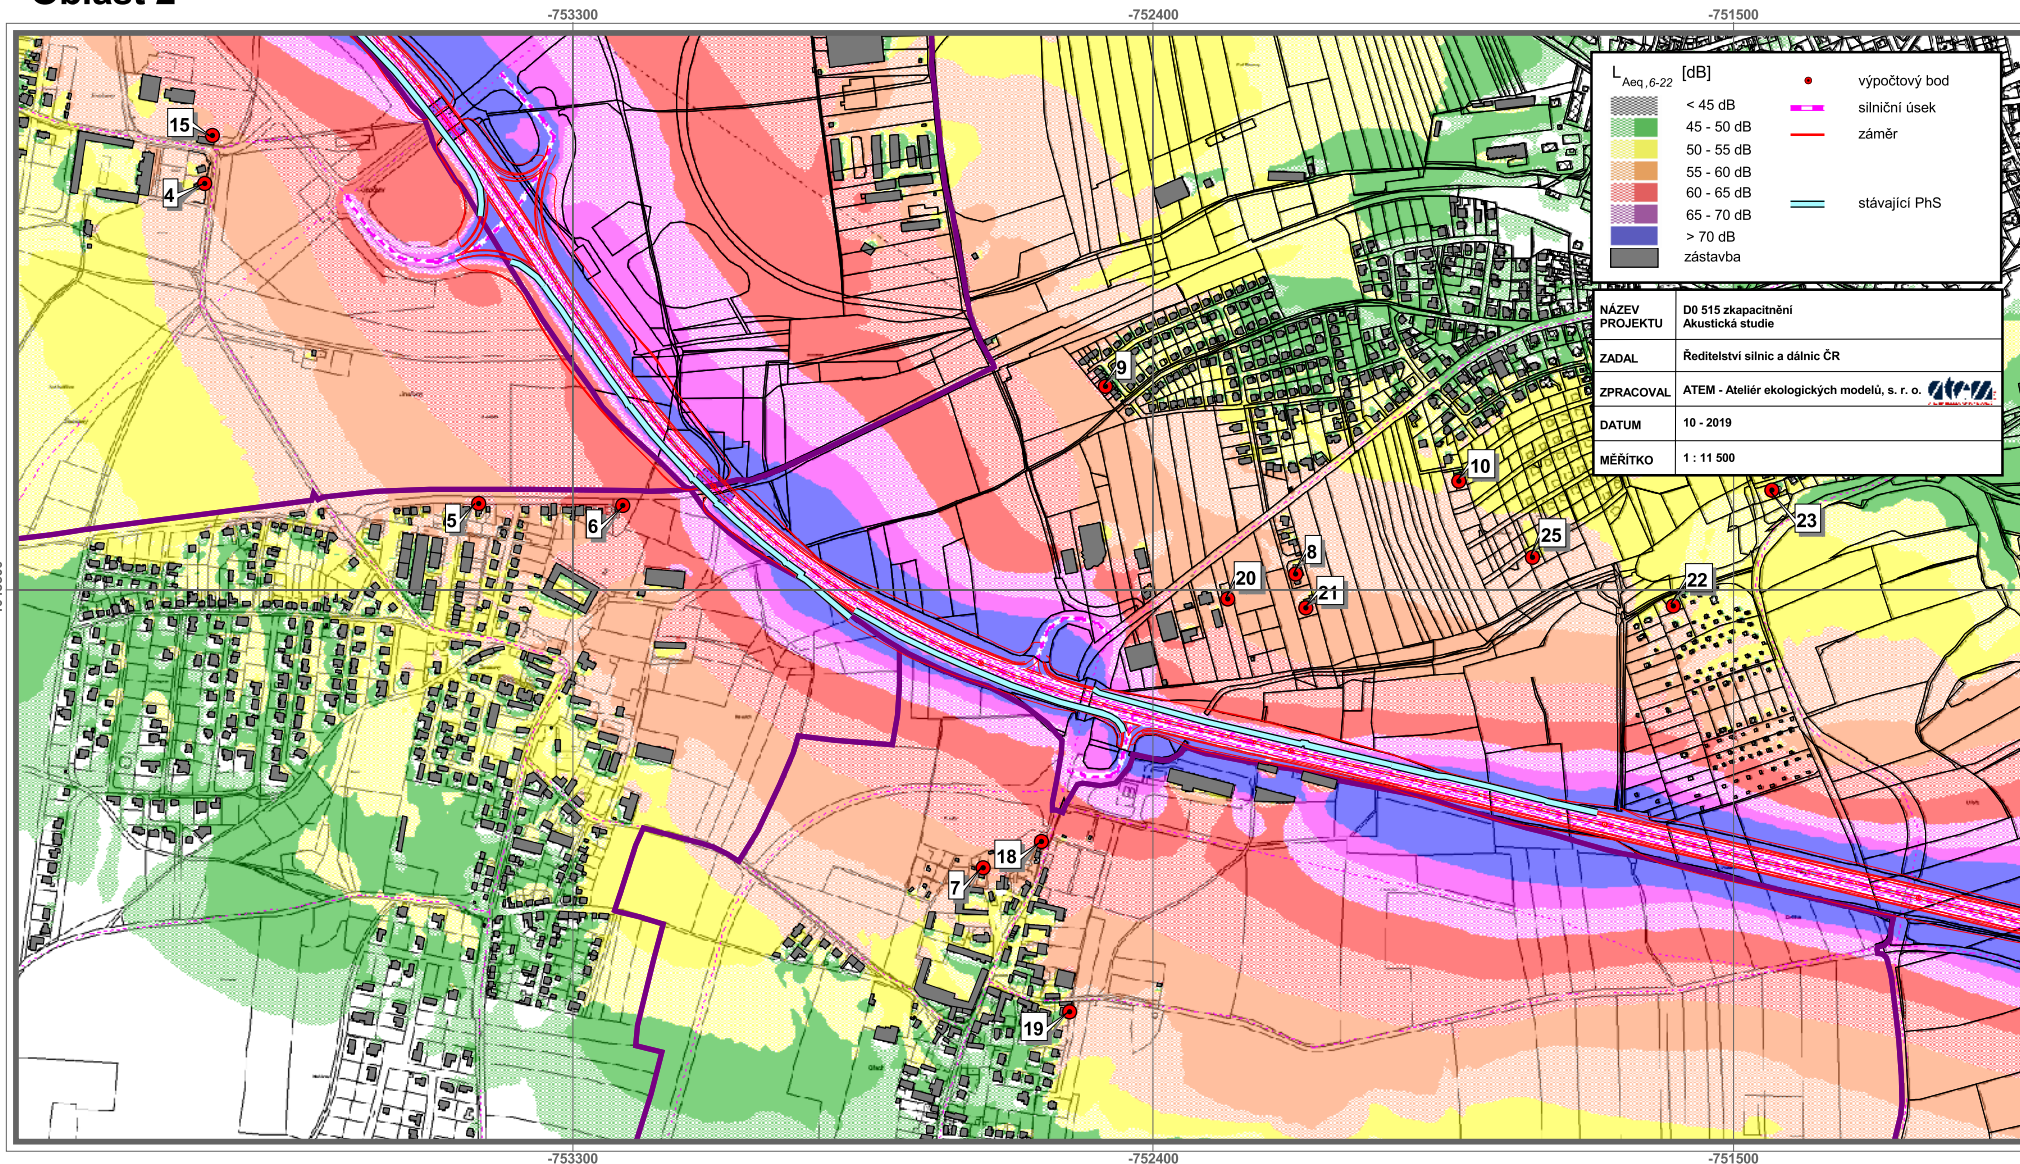 -753300
-752400
-751500
L Aeq,6-22 [dB]
výpočtový bod
< 45 dB
silniční úsek
45 - 50 dB
záměr
50 - 55 dB
55 - 60 dB
60 - 65 dB
stávající PhS
65 - 70 dB
> 70 dB
zástavba
NÁZEV PROJEKTU
D0 515 zkapacitnění
Akustická studie
ZADAL
Ředitelství silnic a dálnic ČR
ZPRACOVAL
ATEM - Ateliér ekologických modelů, s. r. o.
atem
DATUM
10 - 2019
MĚŘÍTKO
1 : 11 500
15
4
9
10
5
6
25
23
8
20
21
22
18
7
19
-753300
-752400
-751500